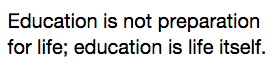 Education is not preparation
for life; education is life itself.